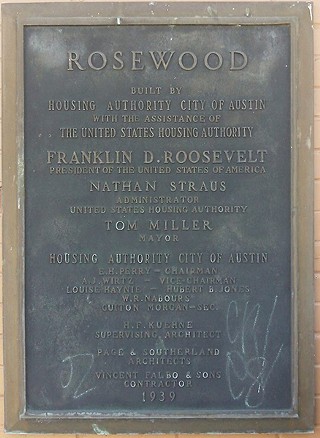 ROSEWOOD
BUILT BY
HOUSING AUTHORITY CITY OF AUSTIN
WITH THE ASSISTANCE OF
THE UNITED STATES HOUSING AUTHORITY
FRANKLIN D. ROOSEVELT
PRESIDENT OF THE UNITED STATES OF AMERICA
NATHAN STRAUS
ADMINISTRATOR
UNITED STATES HOUSING AUTHORITY
TOM MILLER
MAYOR
HOUSING AUTHORITY CITY OF AUSTIN
E.H. PERRY - CHAIRMAN
A.J. WIRTZ - VICE-CHAIRMAN
LOUISE HAYNIE - HUBERT B. JONES
W.R. NABOURS
GUITON MORGAN - SEC.
H.F. KUEHNE
SUPERVISING ARCHITECT
PAGE & SOUTHERLAND
ARCHITECTS
VINCENT FALBO & SONS
CONTRACTOR
1939